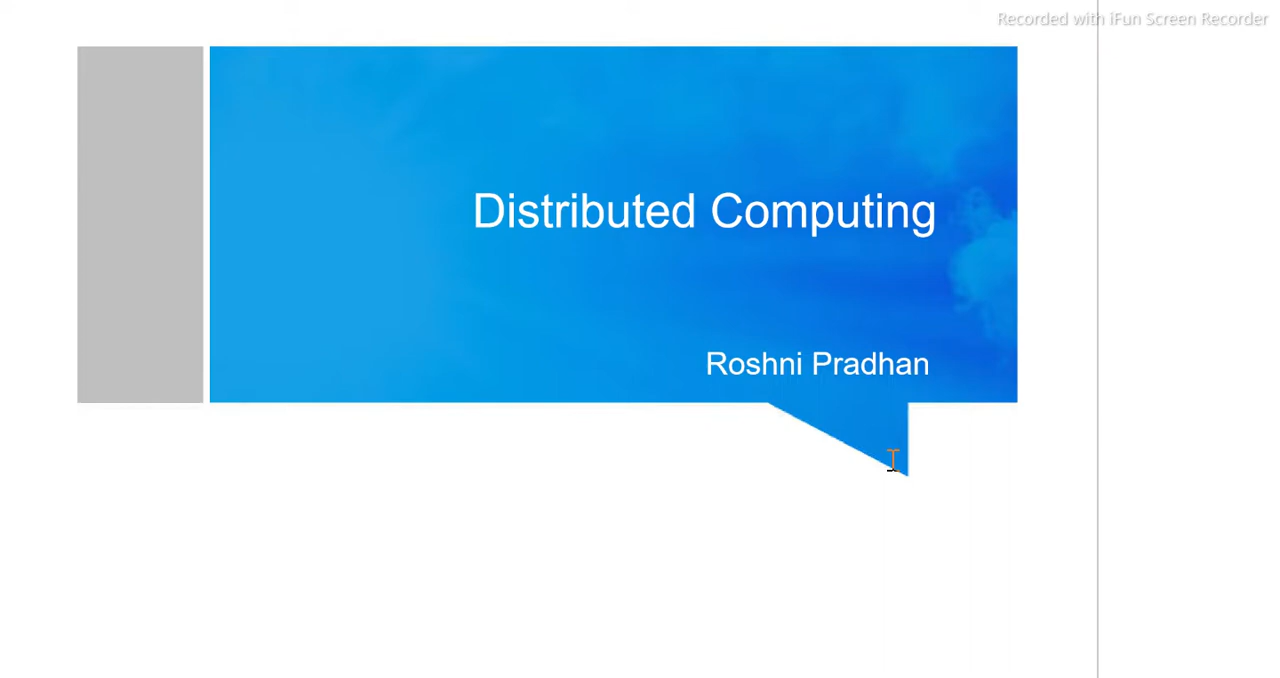 Recorded with iFun Screen Recorder
Distributed Computing
Roshni Pradhan